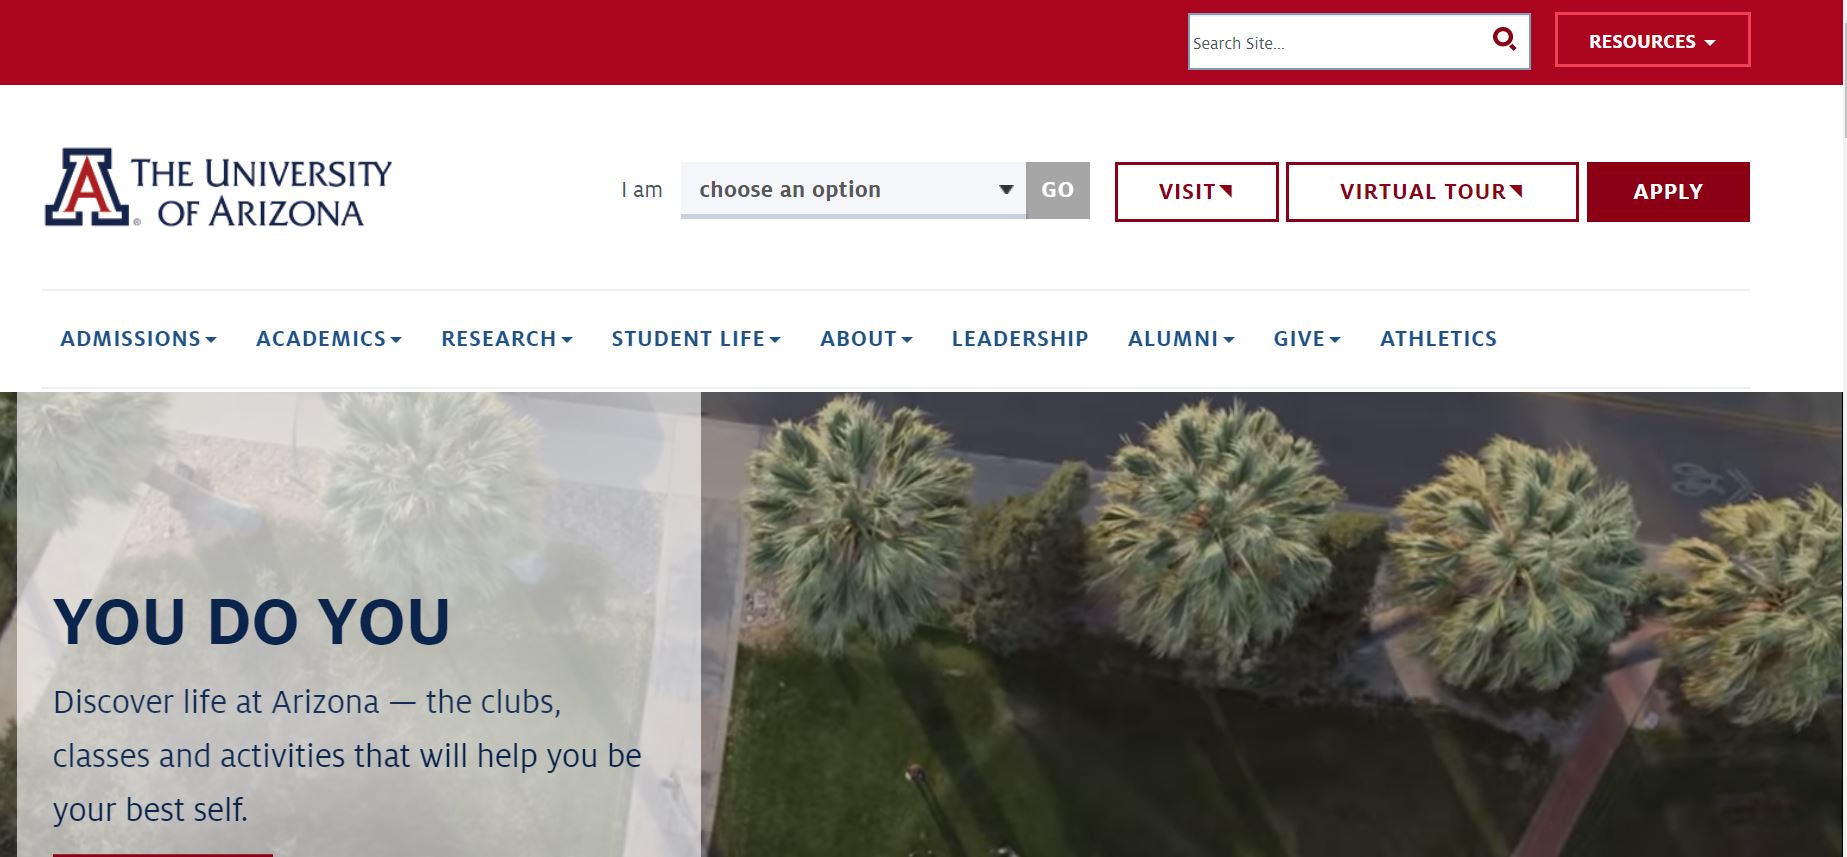 Search Site...
RESOURCES
THE UNIVERSITY
OF ARIZONA
®
I am
choose an option
GO
VISIT
VIRTUAL TOUR
APPLY
ADMISSIONS ACADEMICS RESEARCH STUDENT LIFE ABOUT LEADERSHIP ALUMNI GIVE ATHLETICS
YOU DO YOU
Discover life at Arizona — the clubs,
classes and activities that will help you be
your best self.